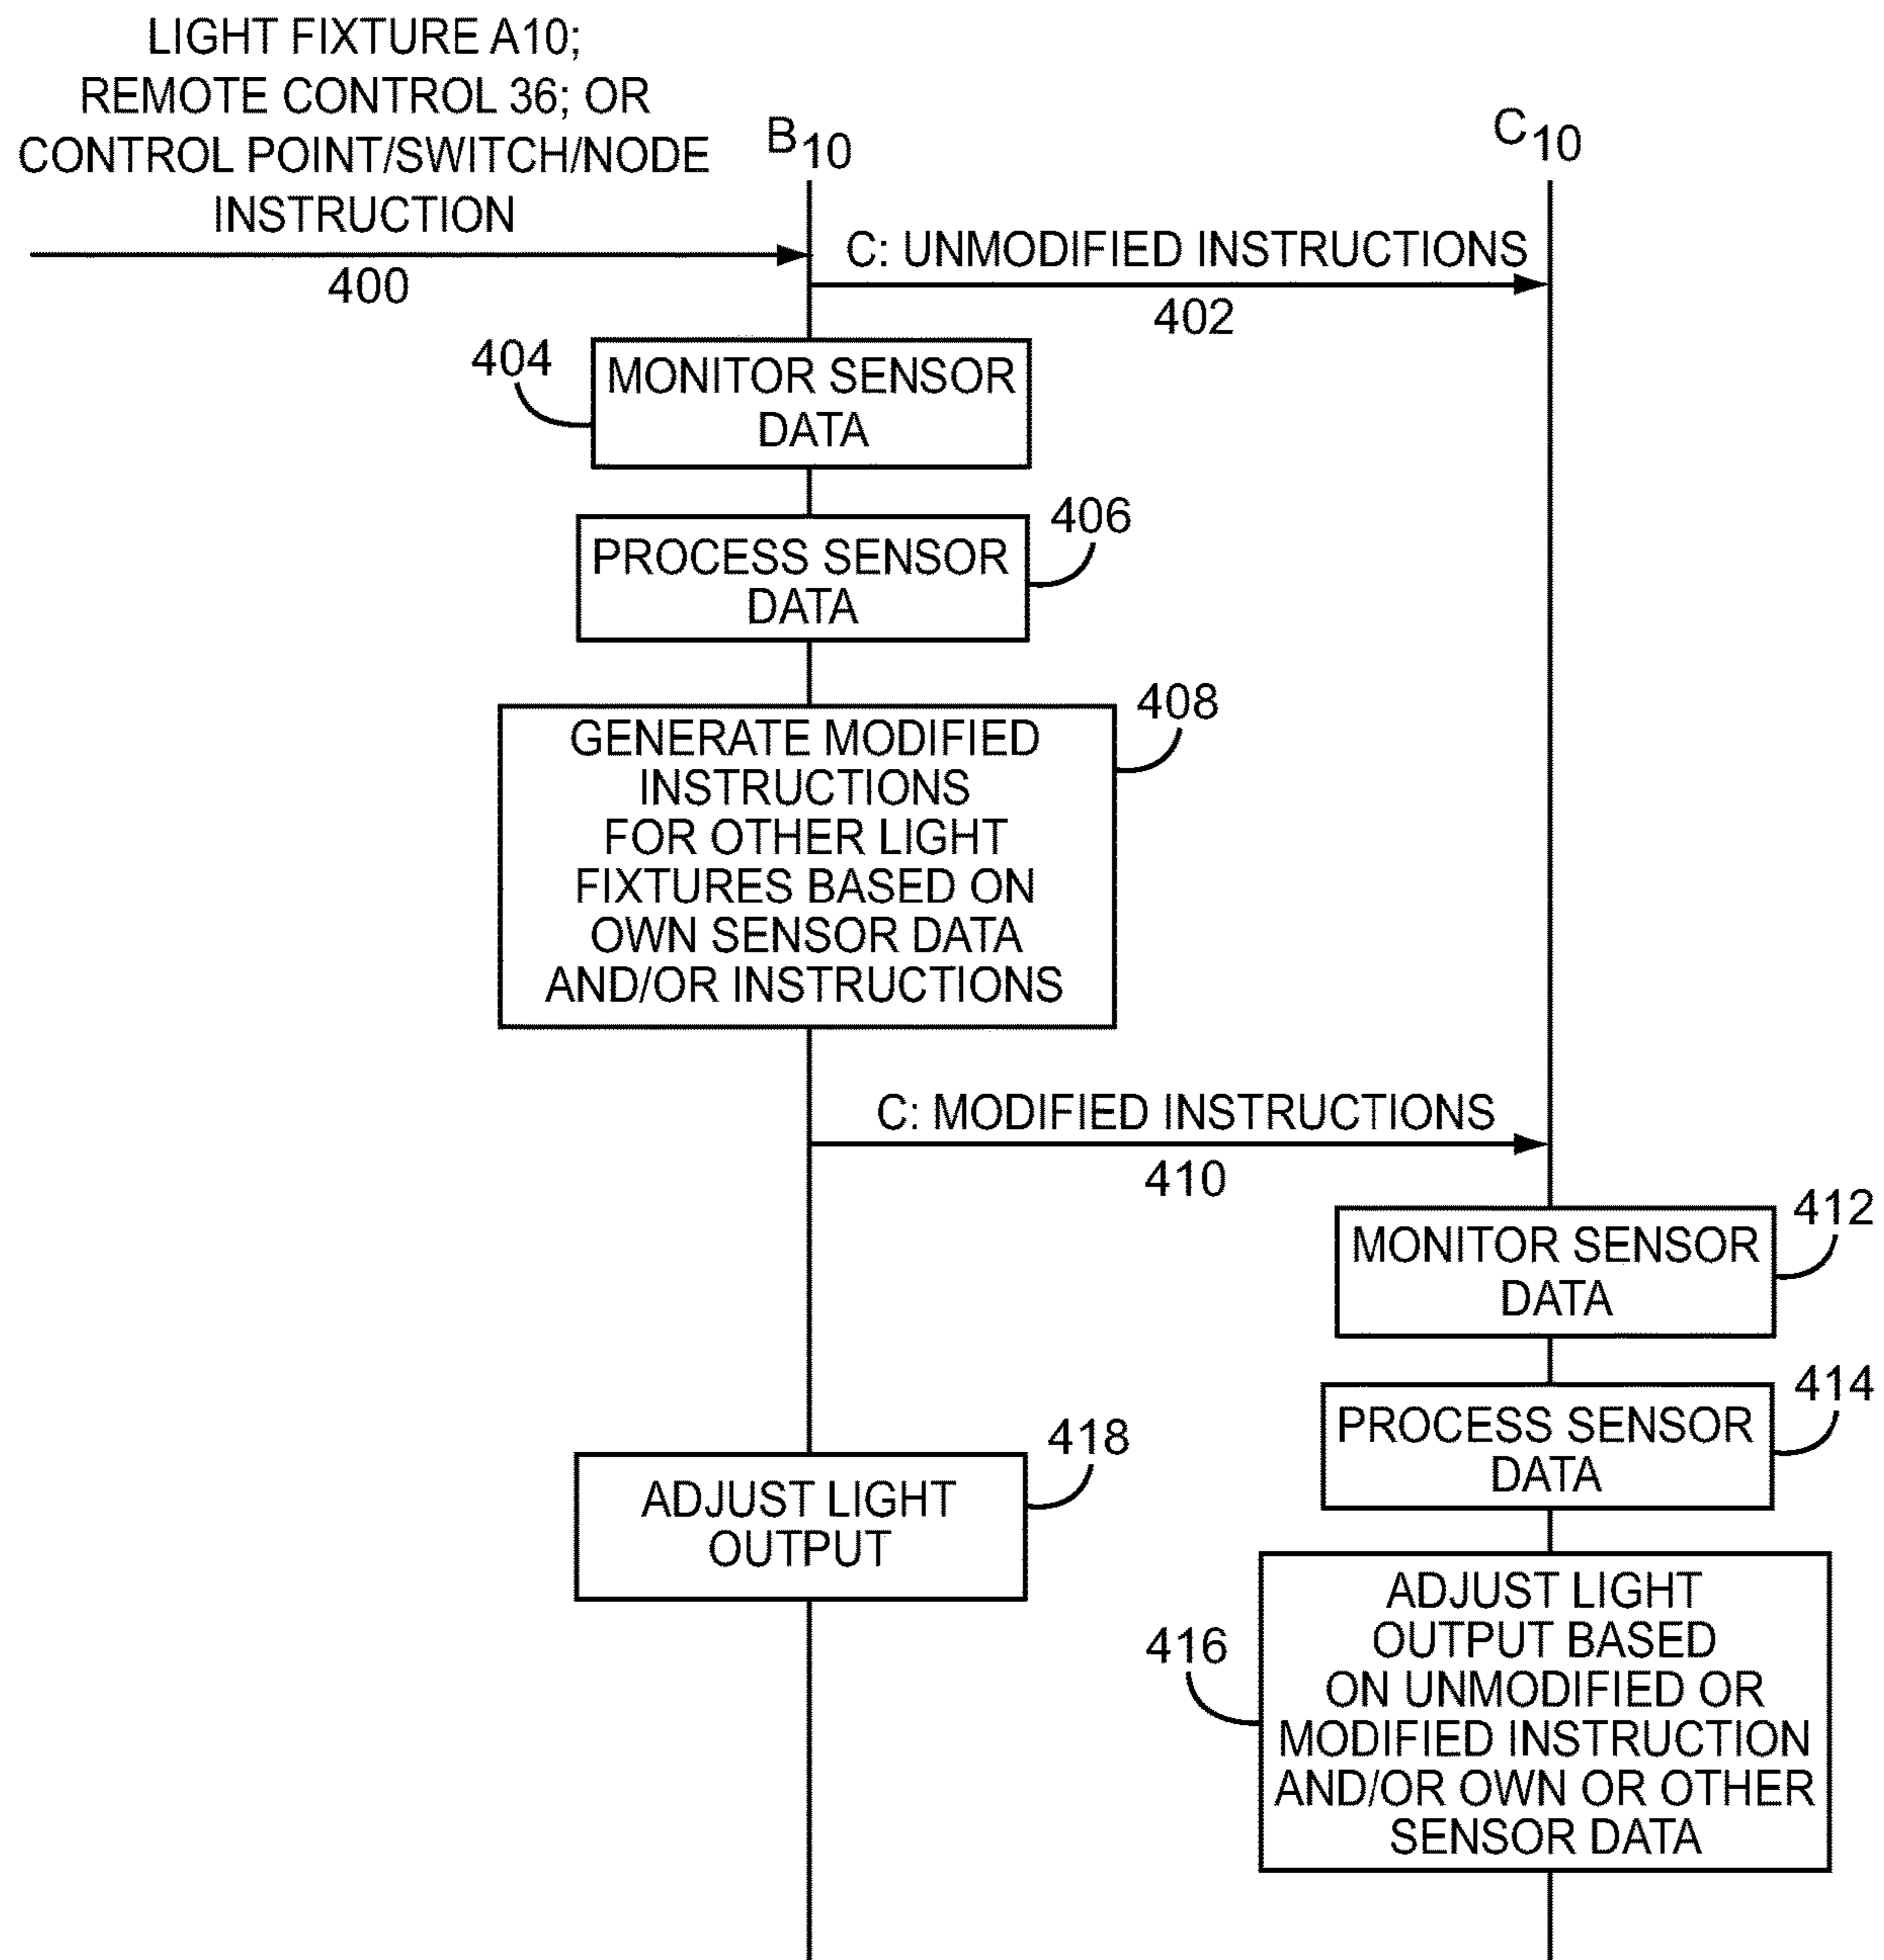 LIGHT FIXTURE A10;
REMOTE CONTROL 36; OR
CONTROL POINT/SWITCH/NODE
INSTRUCTION
400
B10
C10
C: UNMODIFIED INSTRUCTIONS
402
404
MONITOR SENSOR
DATA
406
PROCESS SENSOR
DATA
408
GENERATE MODIFIED
INSTRUCTIONS
FOR OTHER LIGHT
FIXTURES BASED ON
OWN SENSOR DATA
AND/OR INSTRUCTIONS
C: MODIFIED INSTRUCTIONS
410
412
MONITOR SENSOR
DATA
414
PROCESS SENSOR
DATA
418
ADJUST LIGHT
OUTPUT
416
ADJUST LIGHT
OUTPUT BASED
ON UNMODIFIED OR
MODIFIED INSTRUCTION
AND/OR OWN OR OTHER
SENSOR DATA